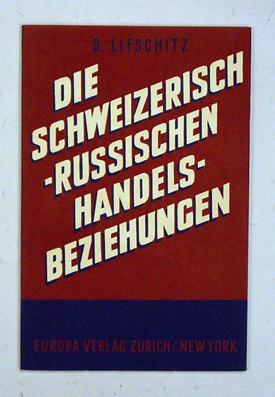 B. LIFSCHITZ
DIE
SCHWEIZERISCH
-RUSSISCHEN
HANDELS-
BEZIEHUNGEN
EUROPA VERLAG ZURICH/NEW YORK